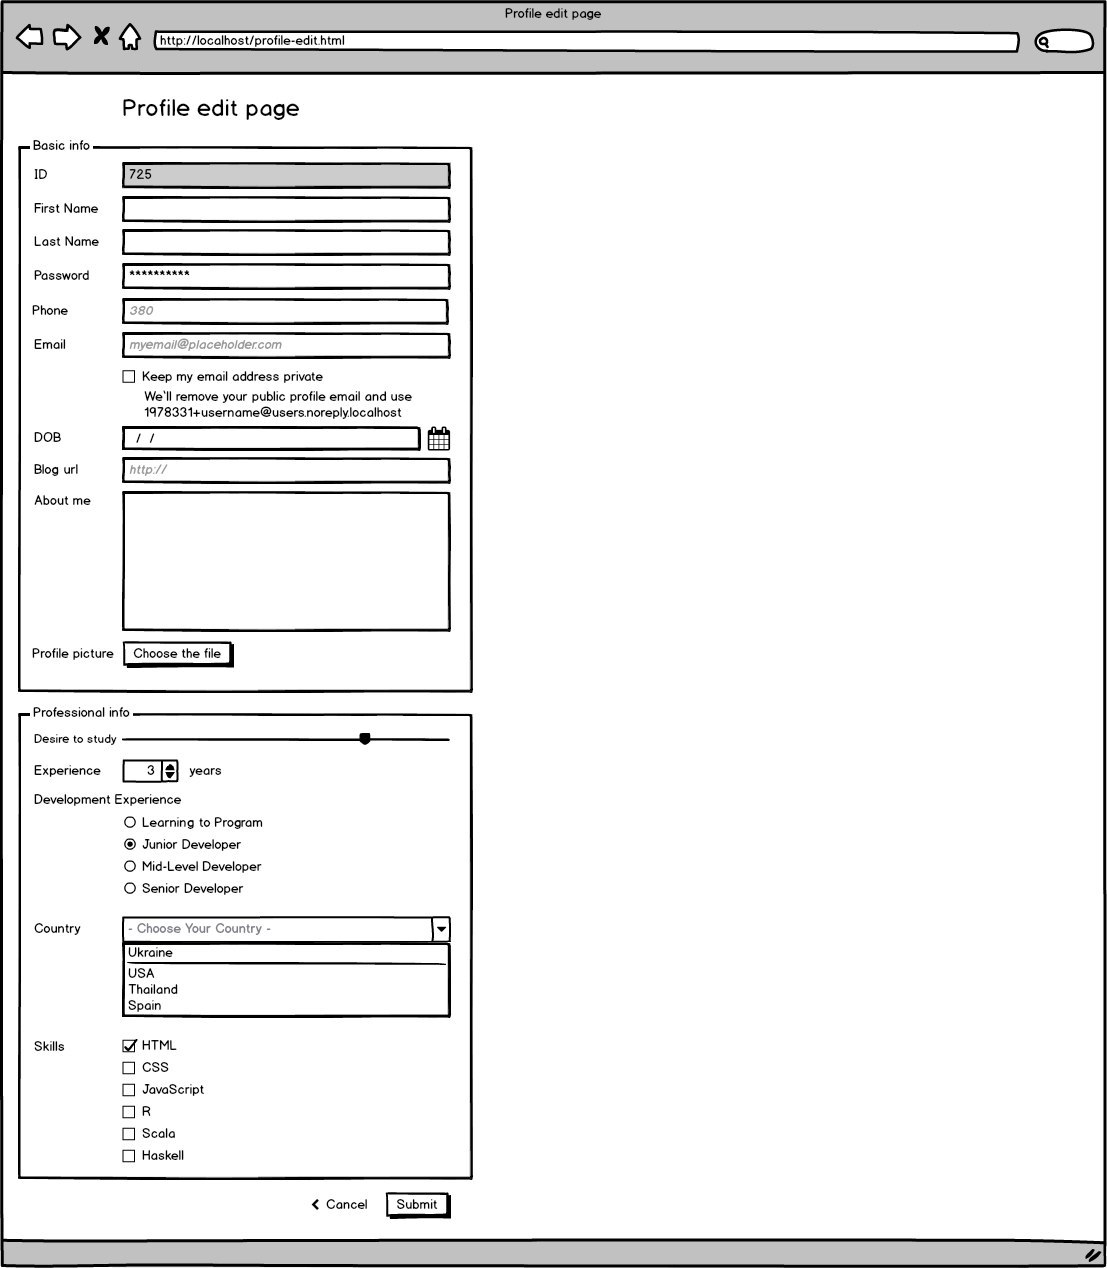 Profile edit page
http://localhost/profile-edit.html
Profile edit page
Basic info
ID 725
First Name
Last Name
Password **********
Phone 380
Email myemail@placeholder.com
Keep my email address private
We'll remove your public profile email and use
1978331+username@users.noreply.localhost
DOB / /
Blog url http://
About me
Profile picture Choose the file
Professional info
Desire to study
Experience 3 years
Development Experience
Learning to Program
Junior Developer
Mid-Level Developer
Senior Developer
Country - Choose Your Country -
Ukraine
USA
Thailand
Spain
Skills HTML
CSS
JavaScript
R
Scala
Haskell
Cancel Submit